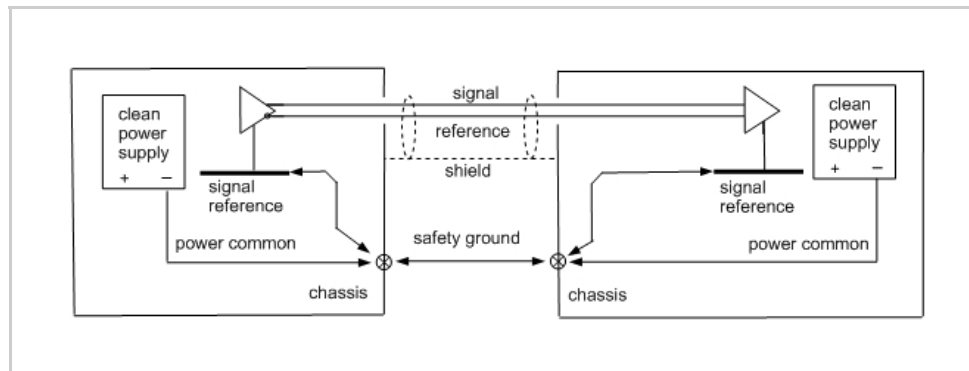 clean
power
supply
+ −
signal
reference
power common
chassis
signal
reference
shield
safety ground
clean
power
supply
+ −
signal
reference
power common
chassis